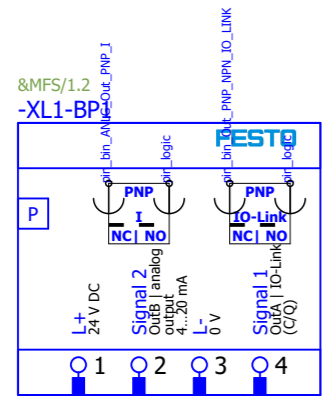 pin_bin_ANLG_Out_PNP_I
pin_logic
pin_bin_Out_PNP_NPN_IO_LINK
pin_logic
&MFS/1.2
-XL1-BP1
FESTO
P
PNP
I
NC| NO
PNP
IO-Link
NC| NO
L+
24 V DC
Signal 2
OutB | analog
output
4...20 mA
L-
0 V
Signal 1
OutA | IO-Link
(C/Q)
1
2
3
4